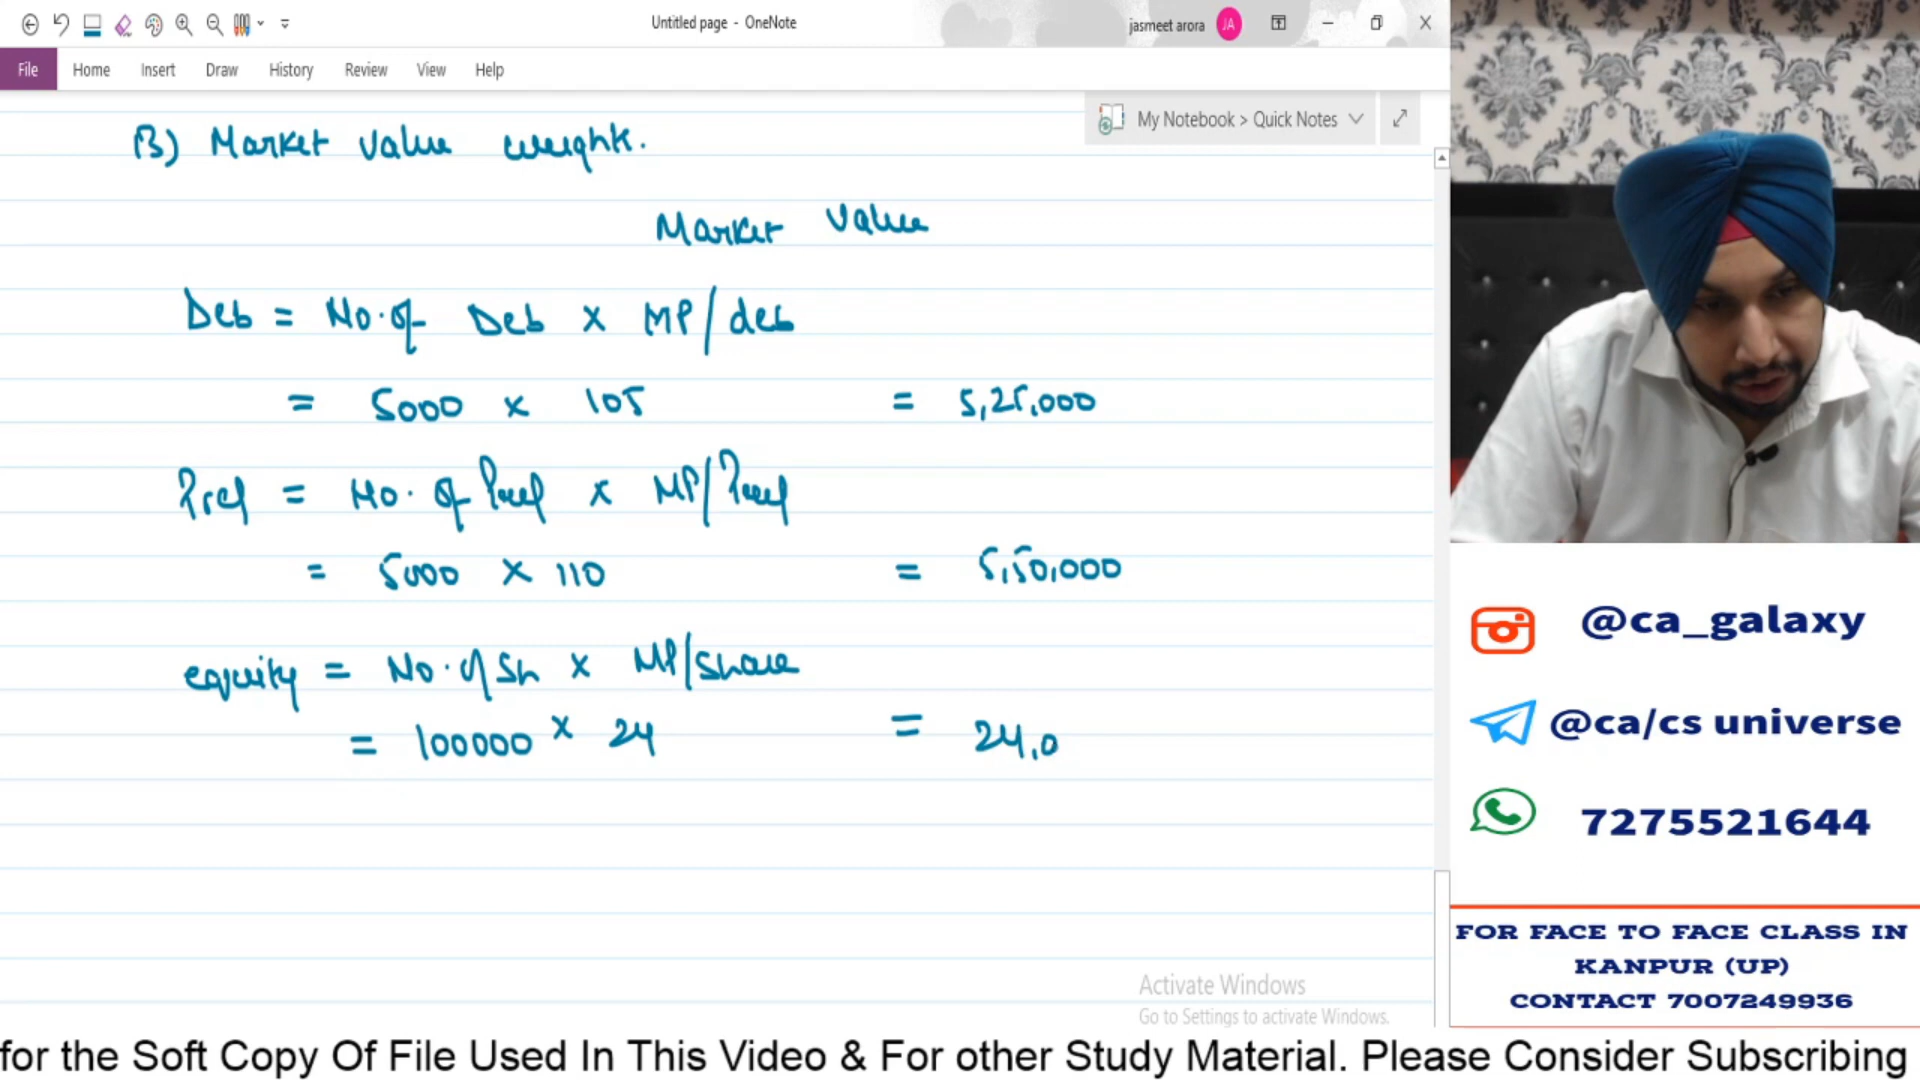 Untitled page - OneNote
jasmeet arora JA
File Home Insert Draw History Review View Help
My Notebook > Quick Notes
B) Market Value weights.
Market Value
Deb = No. of Deb × MP/deb
= 5000 × 105 = 5,25,000
Pref = No. of Pref × MP/Pref
= 5000 × 110 = 5,50,000
equity = No. of Sh × MP/Share
= 100000 × 24 = 24,0
@ca_galaxy
@ca/cs universe
7275521644
FOR FACE TO FACE CLASS IN
KANPUR (UP)
CONTACT 7007249936
Activate Windows
Go to Settings to activate Windows.
for the Soft Copy Of File Used In This Video & For other Study Material. Please Consider Subscribing